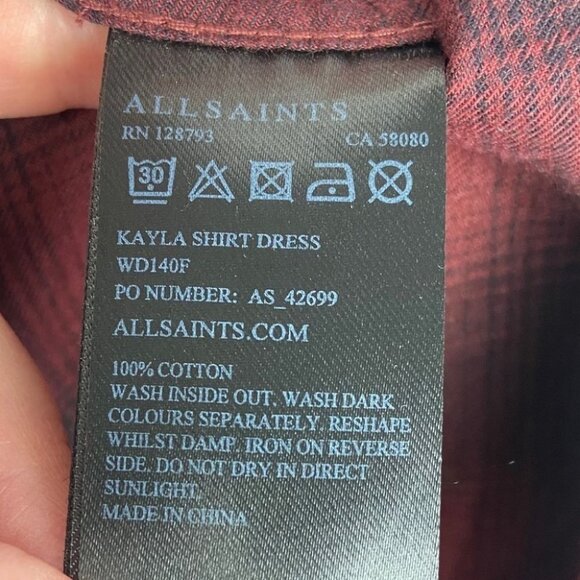 ALLSAINTS
RN 128793 CA 58080
30
KAYLA SHIRT DRESS
WD140F
PO NUMBER: AS_42699
ALLSAINTS.COM
100% COTTON
WASH INSIDE OUT. WASH DARK
COLOURS SEPARATELY. RESHAPE
WHILST DAMP. IRON ON REVERSE
SIDE. DO NOT DRY IN DIRECT
SUNLIGHT.
MADE IN CHINA